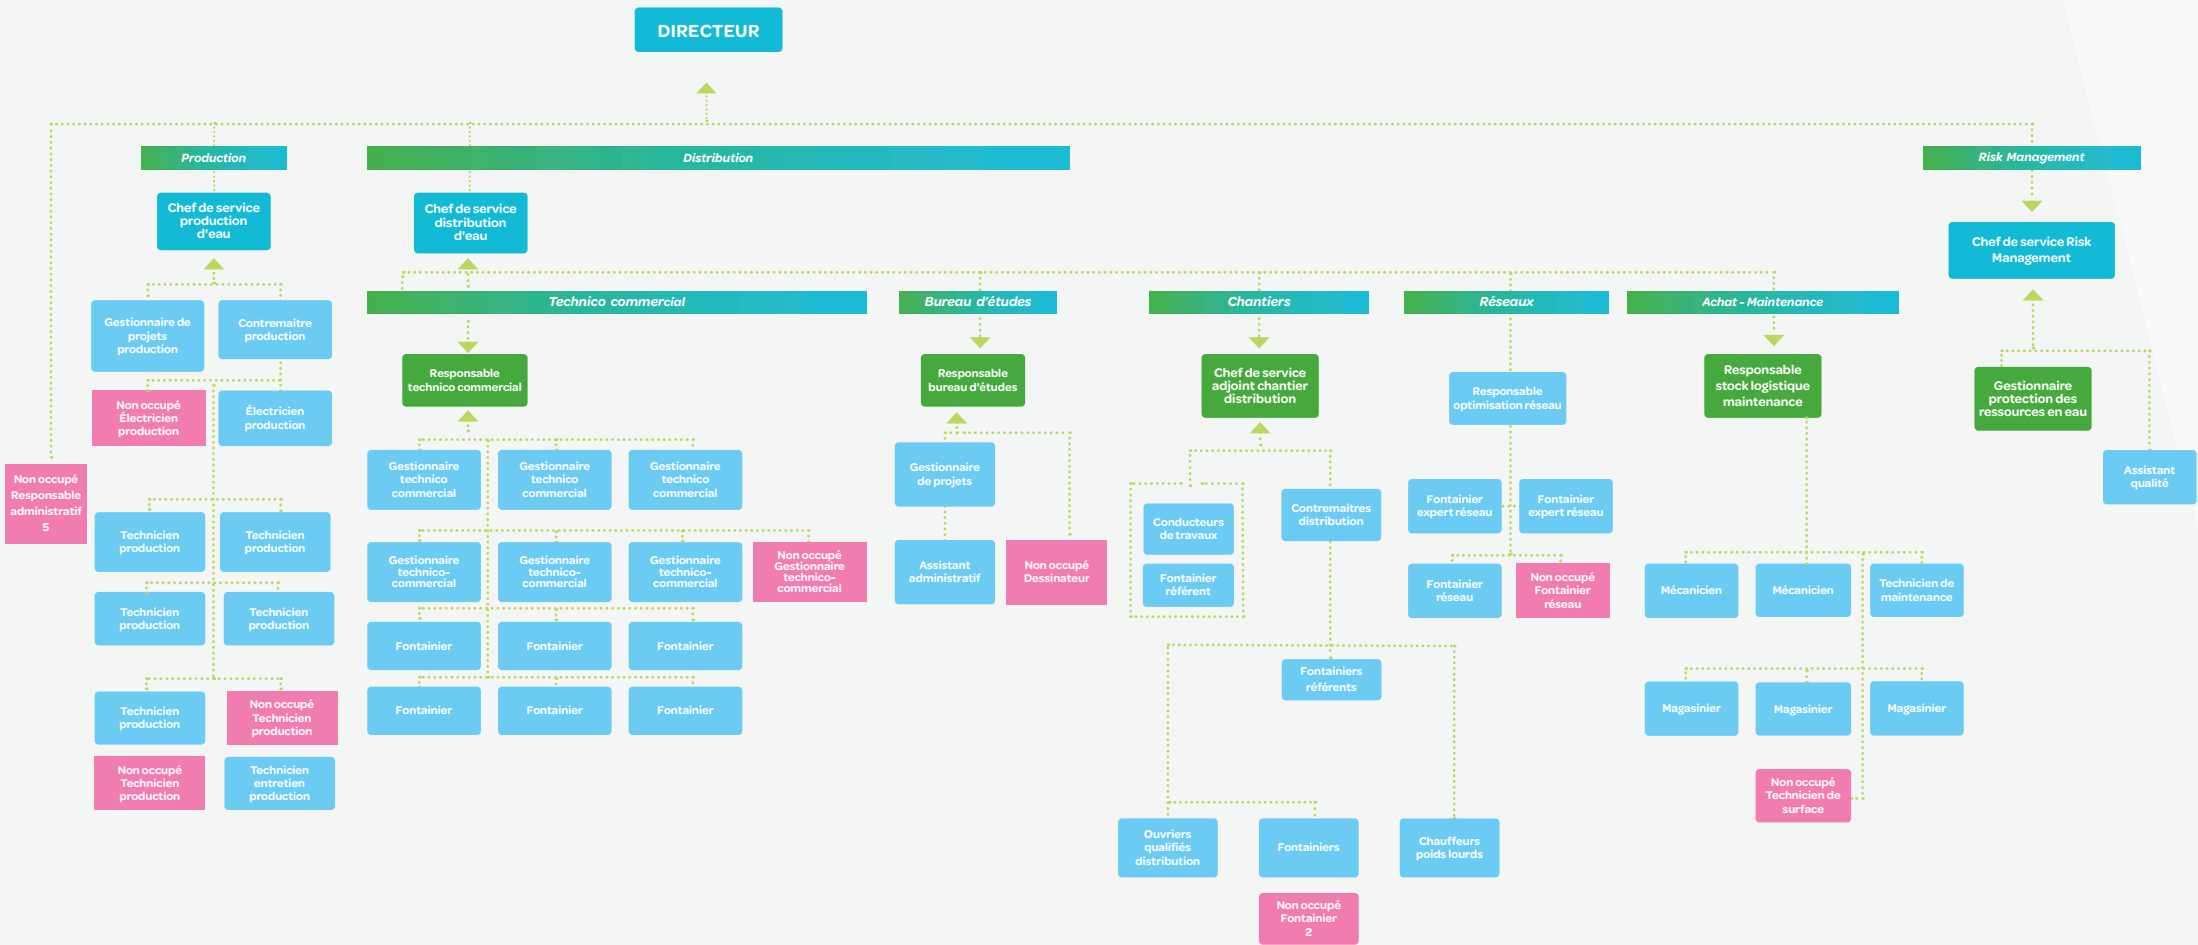 DIRECTEUR
Production
Distribution
Risk Management
Chef de service
production
d'eau
Chef de service
distribution
d'eau
Chef de service Risk
Management
Technico commercial
Bureau d'études
Chantiers
Réseaux
Achat - Maintenance
Gestionnaire de
projets
production
Contremaitre
production
Non occupé
Électricien
production
Électricien
production
Non occupé
Responsable
administratif
5
Technicien
production
Technicien
production
Technicien
production
Technicien
production
Technicien
production
Non occupé
Technicien
production
Non occupé
Technicien
production
Technicien
entretien
production
Responsable
technico commercial
Gestionnaire
technico
commercial
Gestionnaire
technico
commercial
Gestionnaire
technico
commercial
Gestionnaire
technico-
commercial
Gestionnaire
technico-
commercial
Gestionnaire
technico-
commercial
Non occupé
Gestionnaire
technico-
commercial
Fontainier
Fontainier
Fontainier
Fontainier
Fontainier
Fontainier
Responsable
bureau d'études
Gestionnaire
de projets
Assistant
administratif
Non occupé
Dessinateur
Chef de service
adjoint chantier
distribution
Conducteurs
de travaux
Fontainier
référent
Contremaitres
distribution
Fontainiers
référents
Ouvriers
qualifiés
distribution
Fontainiers
Chauffeurs
poids lourds
Non occupé
Fontainier
2
Responsable
optimisation réseau
Fontainier
expert réseau
Fontainier
expert réseau
Fontainier
réseau
Non occupé
Fontainier
réseau
Responsable
stock logistique
maintenance
Mécanicien
Mécanicien
Technicien de
maintenance
Magasinier
Magasinier
Magasinier
Non occupé
Technicien de
surface
Gestionnaire
protection des
ressources en eau
Assistant
qualité